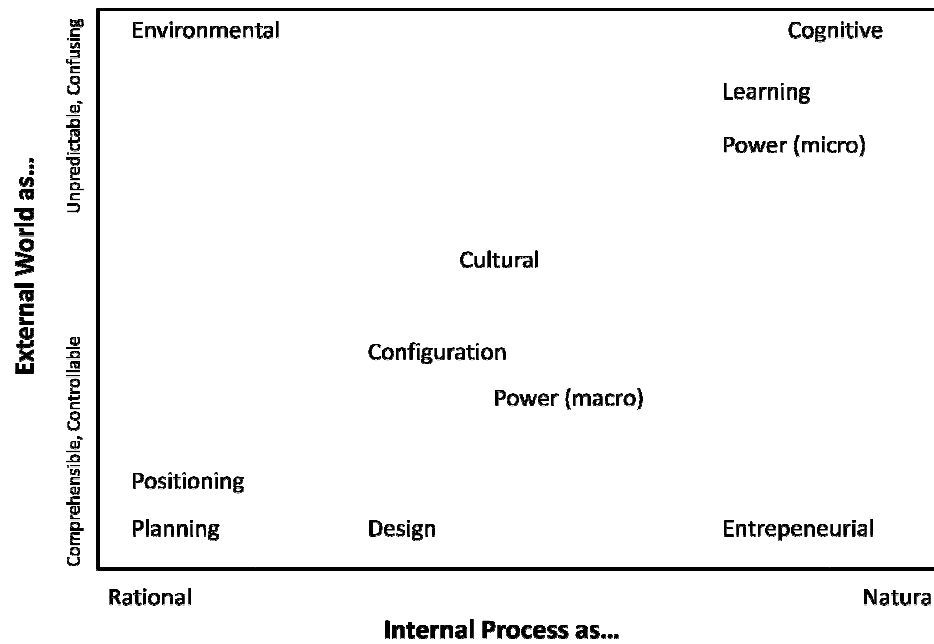 Environmental
Cognitive
Learning
Power (micro)
Cultural
Configuration
Power (macro)
Positioning
Planning
Design
Entrepeneurial
External World as...
Unpredictable, Confusing
Comprehensible, Controllable
Rational
Natura
Internal Process as...